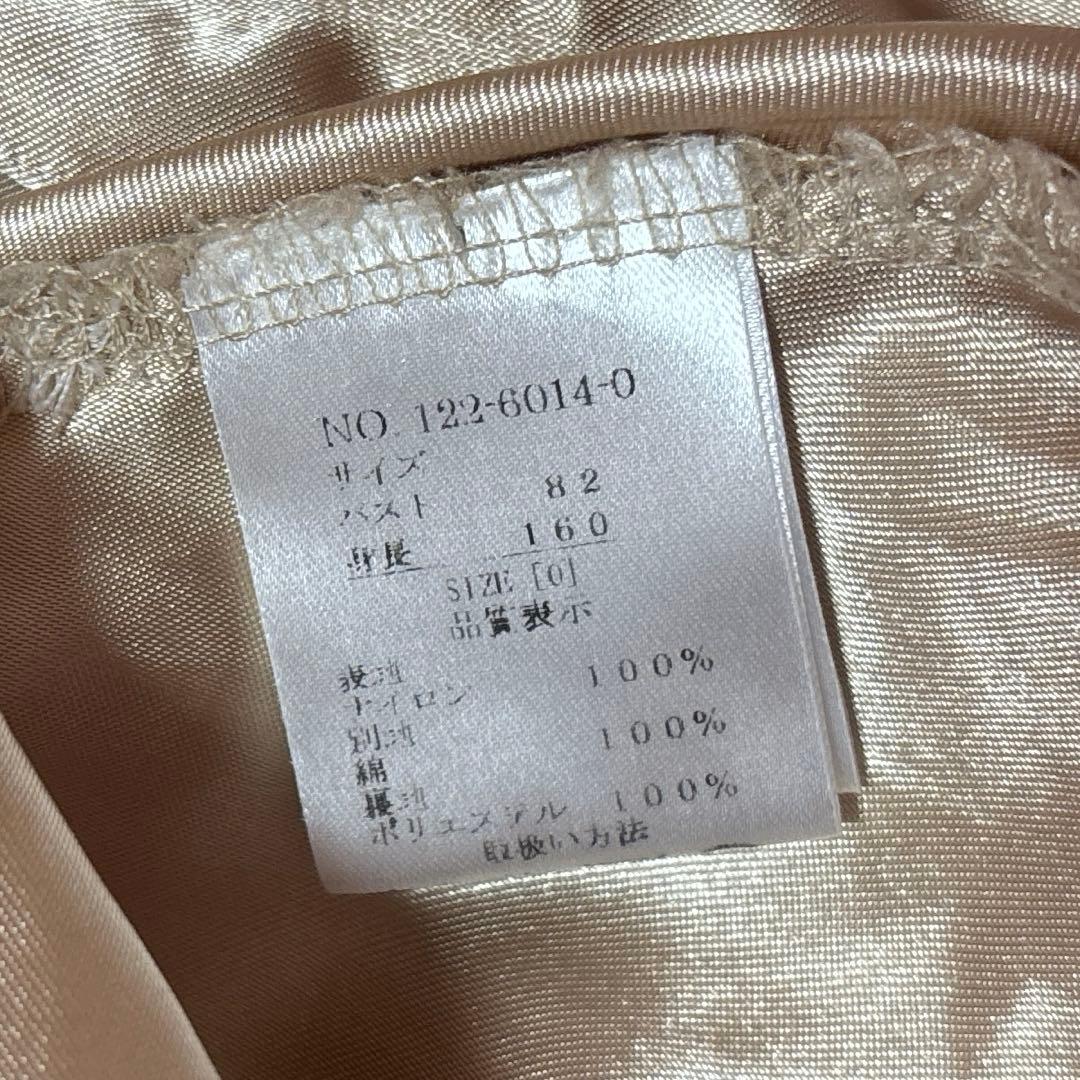 NO. 122-6014-0
サイズ
バスト 82
身長 160
SIZE [0]
品質表示
表地
ナイロン 100%
別地
綿 100%
裏地
ポリエステル 100%
取扱い方法